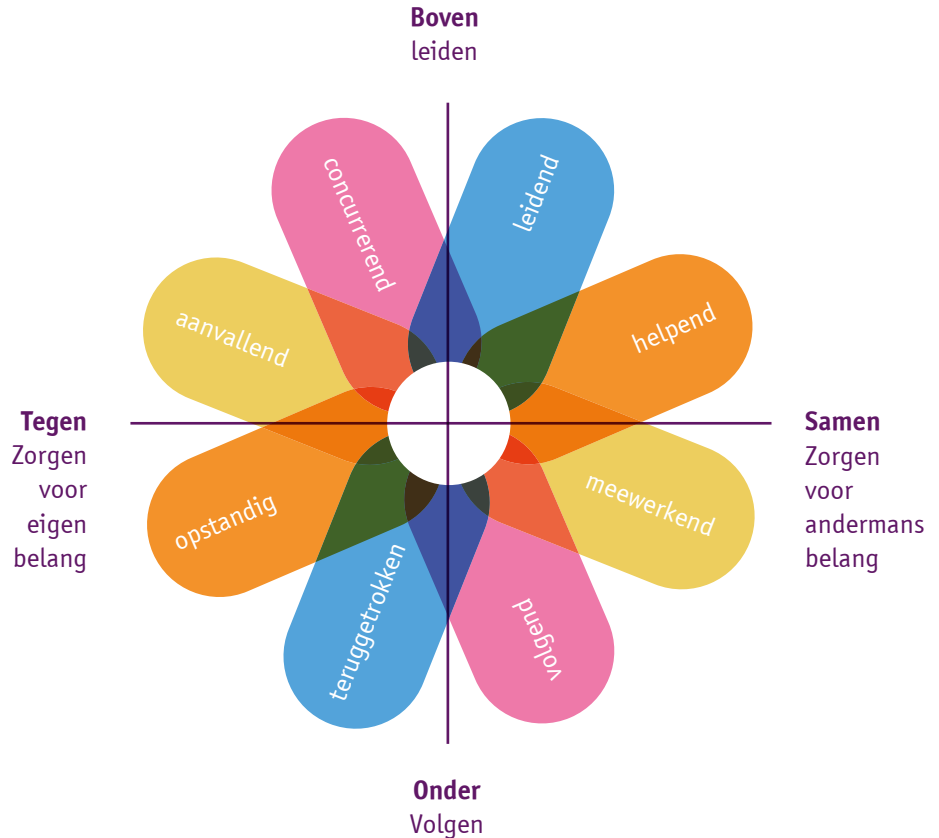 Boven
leiden
concurrerend
leidend
aanvallend
helpend
Tegen
Zorgen
voor
eigen
belang
Samen
Zorgen
voor
andermans
belang
opstandig
meewerkend
teruggetrokken
volgend
Onder
Volgen